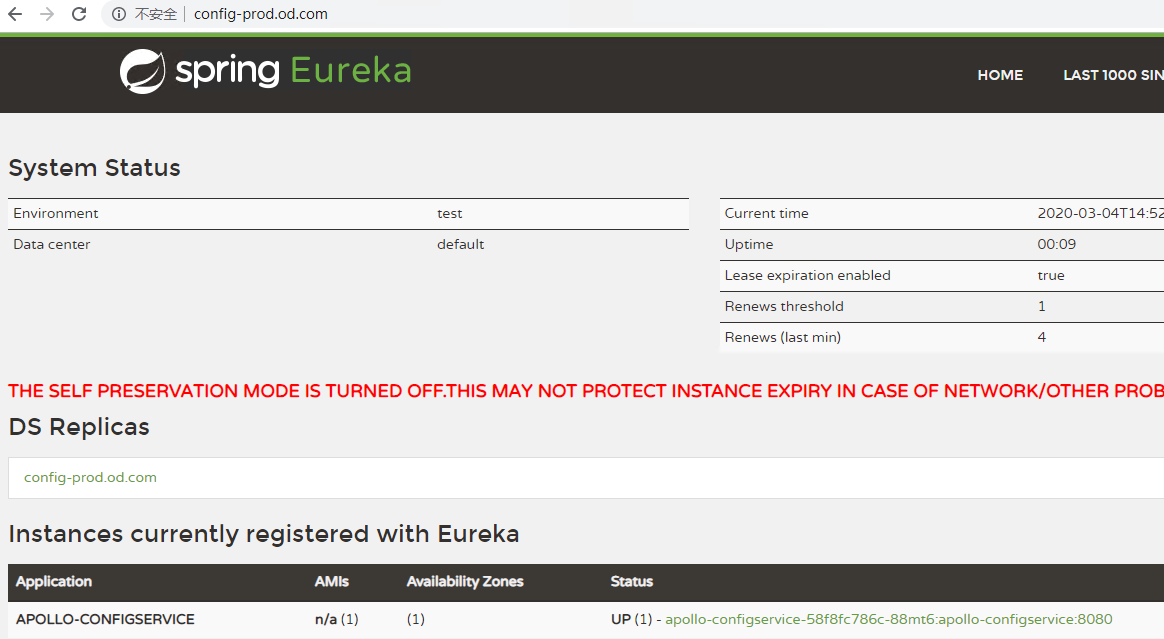 不安全 config-prod.od.com
spring Eureka
HOME LAST 1000 SIN
System Status
Environment test
Data center default
Current time 2020-03-04T14:52
Uptime 00:09
Lease expiration enabled true
Renews threshold 1
Renews (last min) 4
THE SELF PRESERVATION MODE IS TURNED OFF.THIS MAY NOT PROTECT INSTANCE EXPIRY IN CASE OF NETWORK/OTHER PROB
DS Replicas
config-prod.od.com
Instances currently registered with Eureka
Application AMIs Availability Zones Status
APOLLO-CONFIGSERVICE n/a (1) (1) UP (1) - apollo-configservice-58f8fc786c-88mt6:apollo-configservice:8080